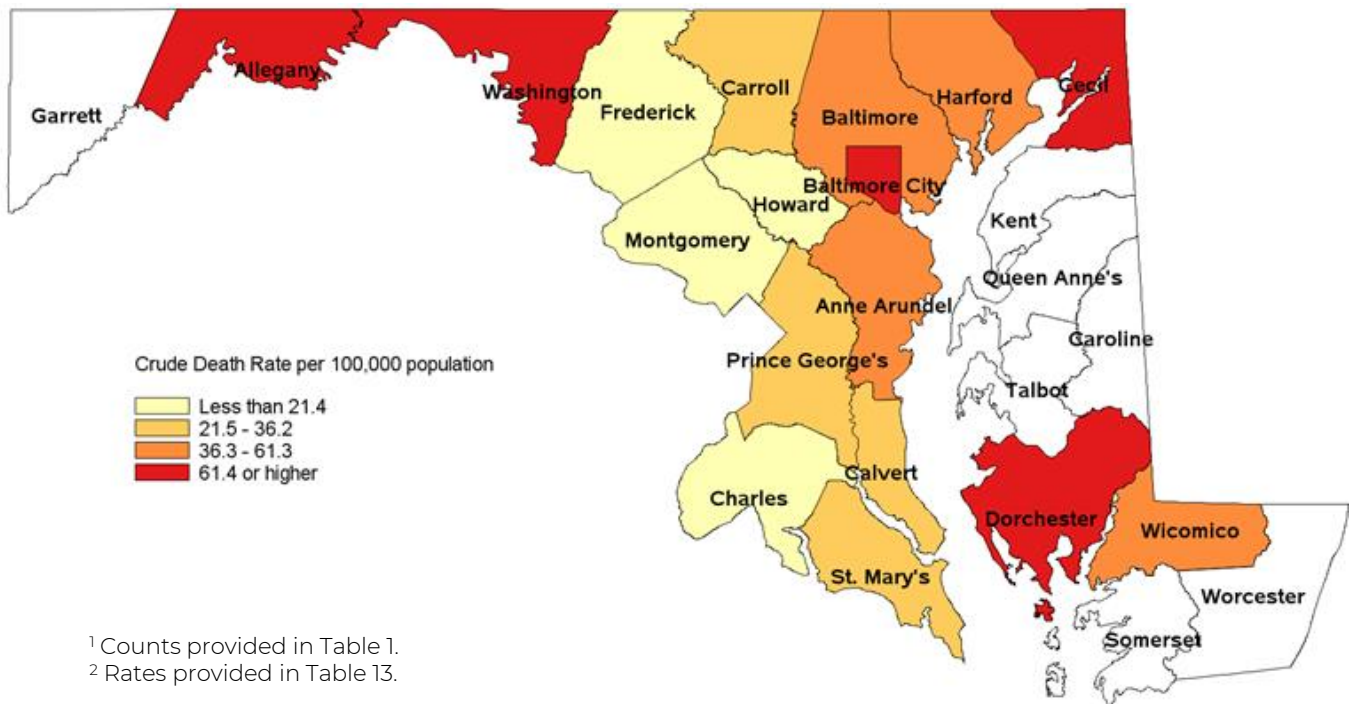 Garrett
Allegany
Washington
Frederick
Carroll
Baltimore
Harford
Cecil
Baltimore City
Howard
Montgomery
Kent
Queen Anne's
Anne Arundel
Caroline
Prince George's
Talbot
Crude Death Rate per 100,000 population
Less than 21.4
21.5 - 36.2
36.3 - 61.3
61.4 or higher
Calvert
Charles
Dorchester
Wicomico
St. Mary's
Worcester
Somerset
¹ Counts provided in Table 1.
² Rates provided in Table 13.